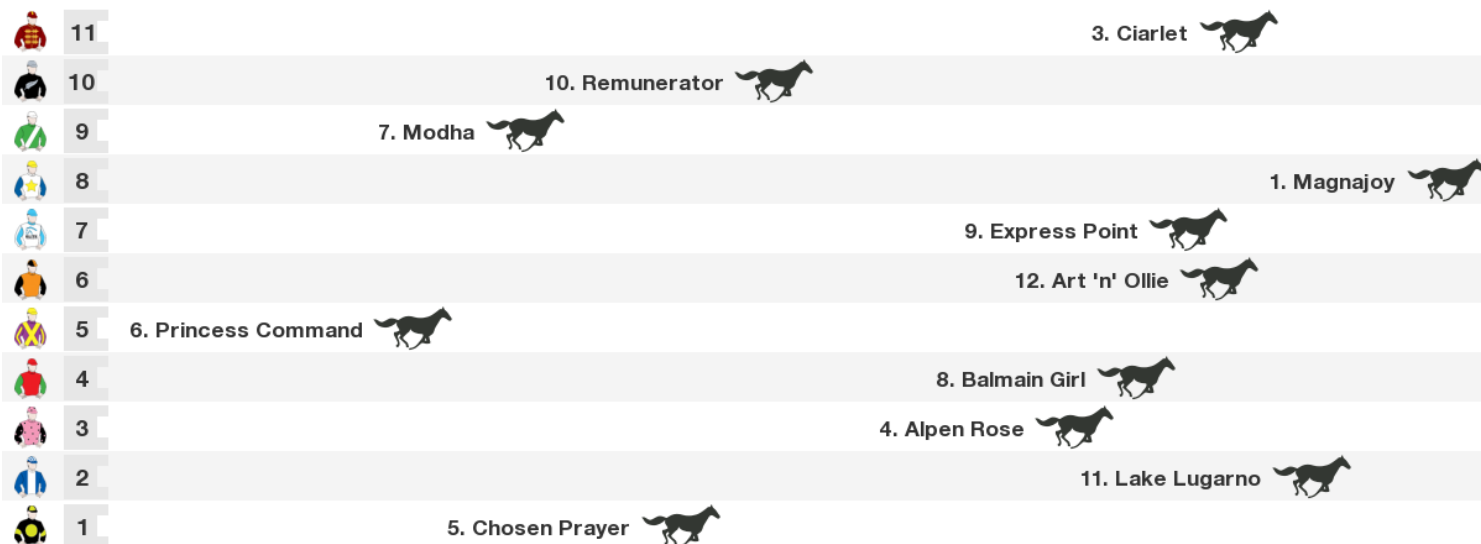 11 3. Ciarlet
10 10. Remunerator
9 7. Modha
8 1. Magnajoy
7 9. Express Point
6 12. Art 'n' Ollie
5 6. Princess Command
4 8. Balmain Girl
3 4. Alpen Rose
2 11. Lake Lugarno
1 5. Chosen Prayer